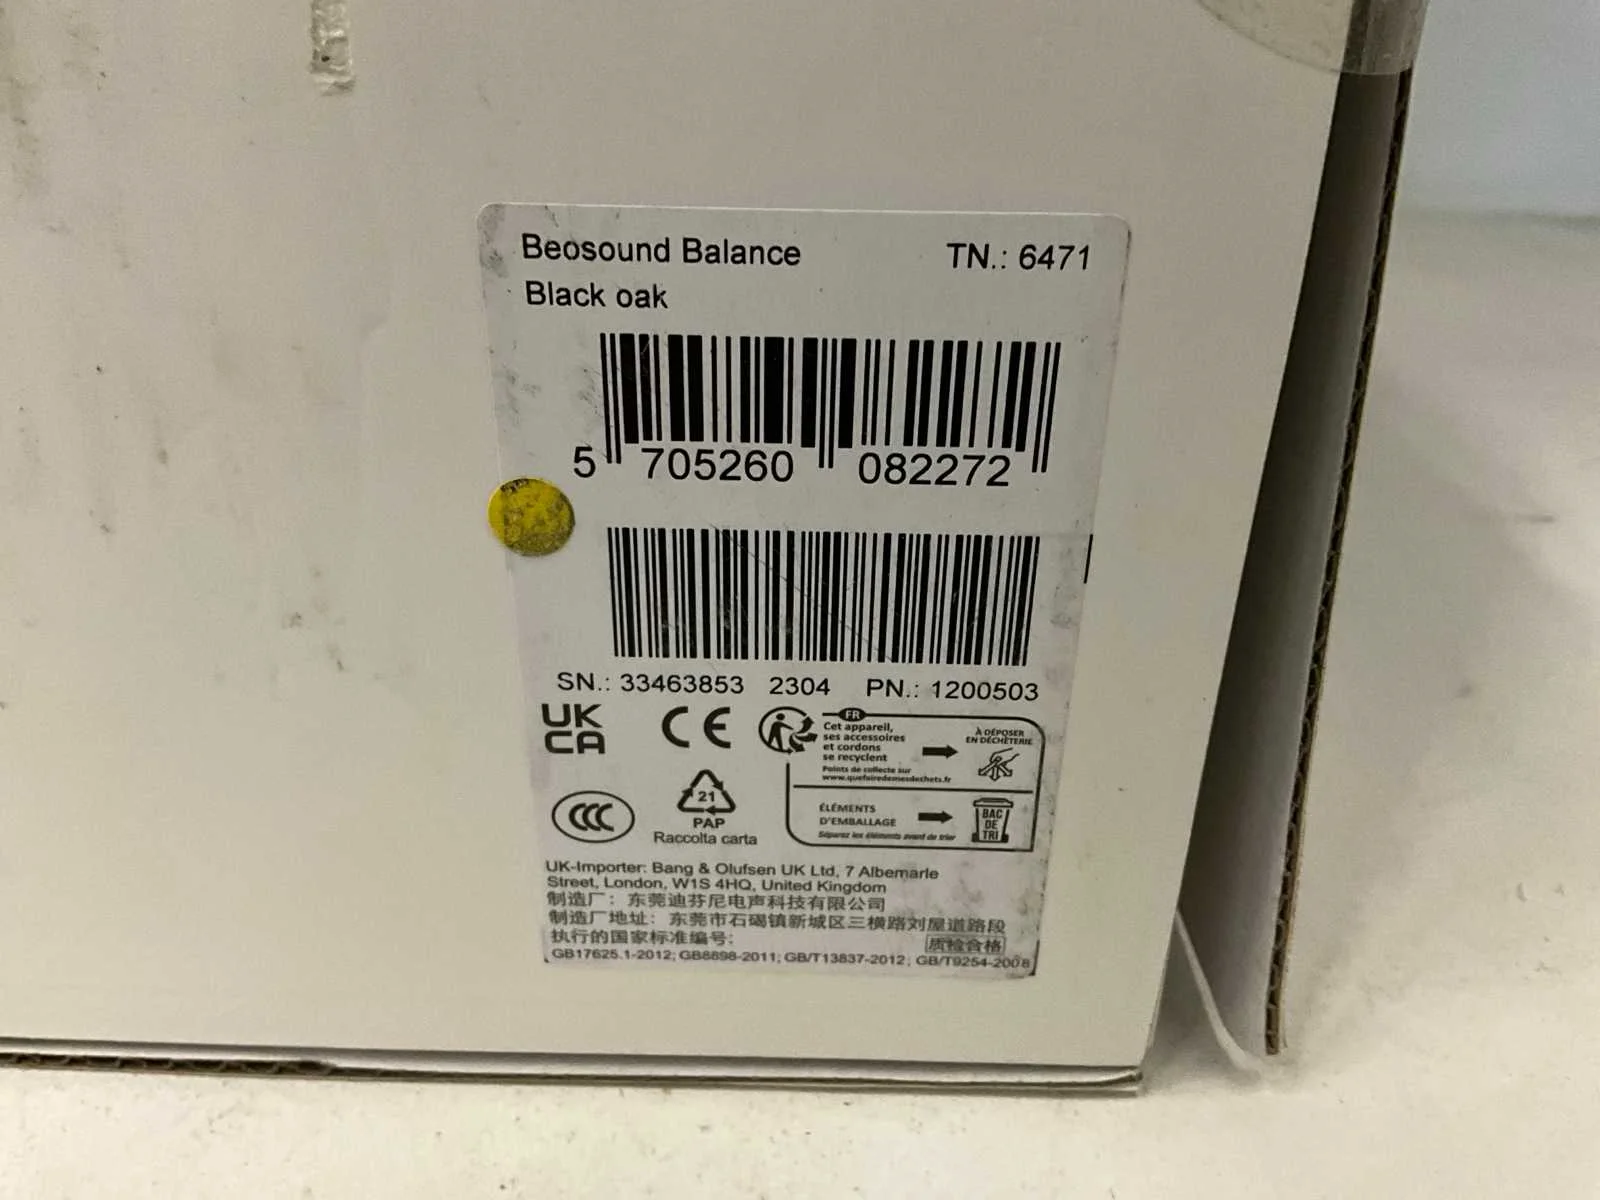 Beosound Balance TN.: 6471
Black oak
5 705260 082272
SN.: 33463853 2304 PN.: 1200503
UK
CA
CE
FR
Cet appareil,
ses accessoires
et cordons
se recyclent
Points de collecte sur
www.quefairedemesdechets.fr
À DÉPOSER
EN DÉCHÈTERIE
ÉLÉMENTS
D'EMBALLAGE
Séparez les éléments avant de trier
BAC
DE
TRI
CCC
21
PAP
Raccolta carta
UK-Importer: Bang & Olufsen UK Ltd, 7 Albemarle
Street, London, W1S 4HQ, United Kingdom
制造厂: 东莞迪芬尼电声科技有限公司
制造厂地址: 东莞市石碣镇新城区三横路刘屋道路段
执行的国家标准编号: 质检合格
GB17625.1-2012; GB8898-2011; GB/T13837-2012; GB/T9254-2008